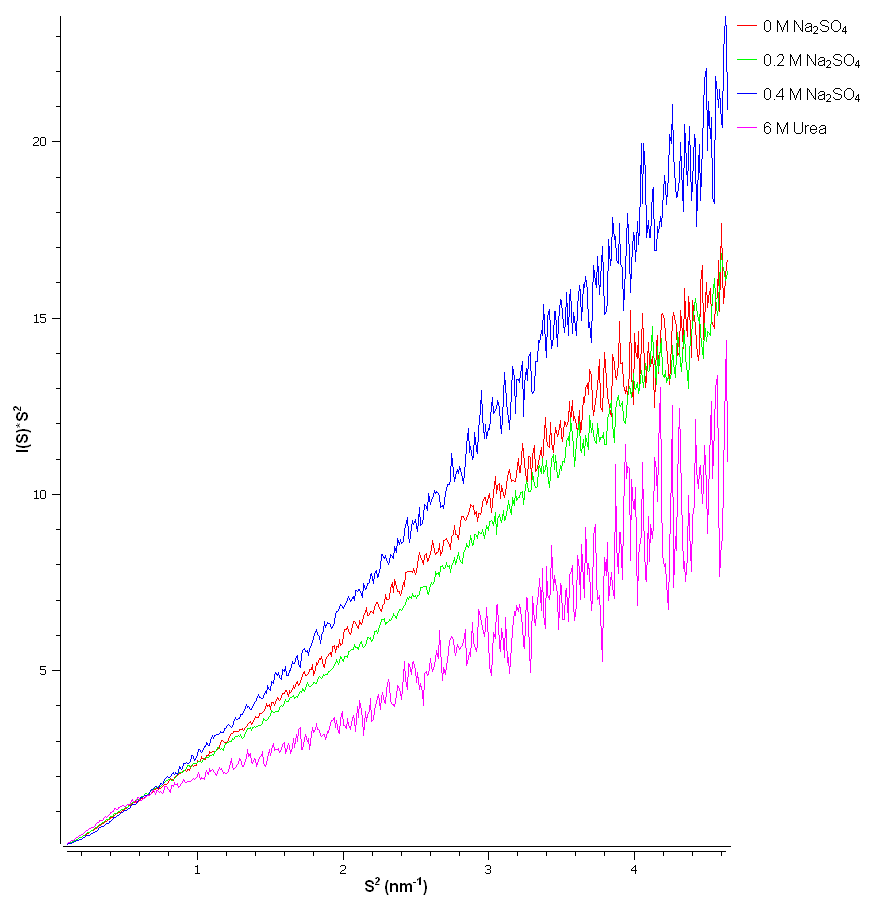 0 M Na₂SO₄
0.2 M Na₂SO₄
0.4 M Na₂SO₄
6 M Urea
20
15
10
5
I(S)*S²
1 2 3 4
S² (nm⁻¹)